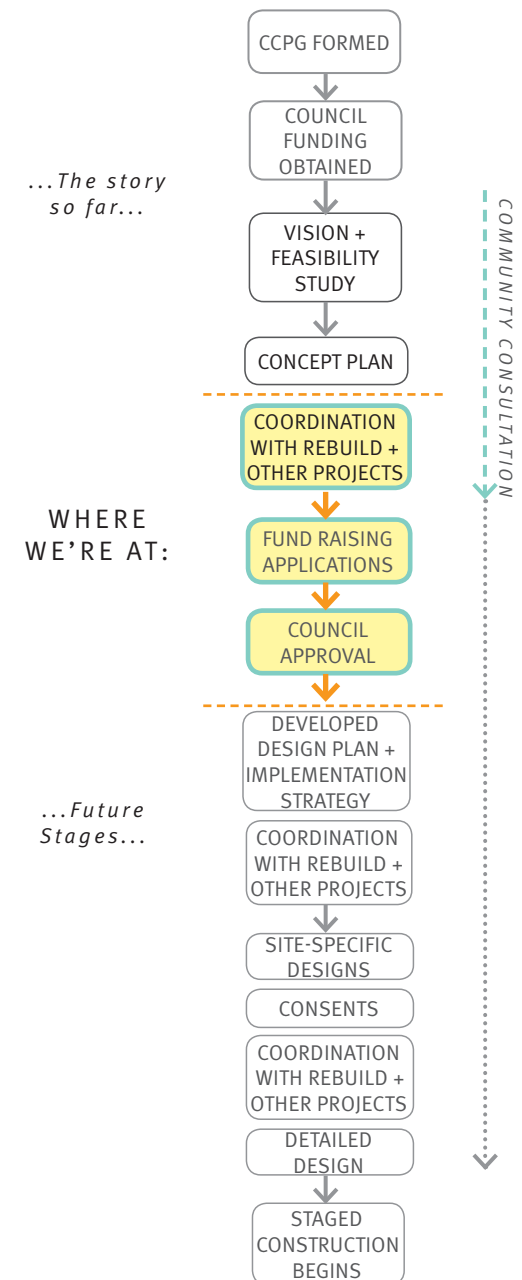 CCPG FORMED
COUNCIL
FUNDING
OBTAINED
...The story
so far...
VISION +
FEASIBILITY
STUDY
CONCEPT PLAN
COMMUNITY CONSULTATION
COORDINATION
WITH REBUILD +
OTHER PROJECTS
WHERE
WE'RE AT:
FUND RAISING
APPLICATIONS
COUNCIL
APPROVAL
DEVELOPED
DESIGN PLAN +
IMPLEMENTATION
STRATEGY
...Future
Stages...
COORDINATION
WITH REBUILD +
OTHER PROJECTS
SITE-SPECIFIC
DESIGNS
CONSENTS
COORDINATION
WITH REBUILD +
OTHER PROJECTS
DETAILED
DESIGN
STAGED
CONSTRUCTION
BEGINS